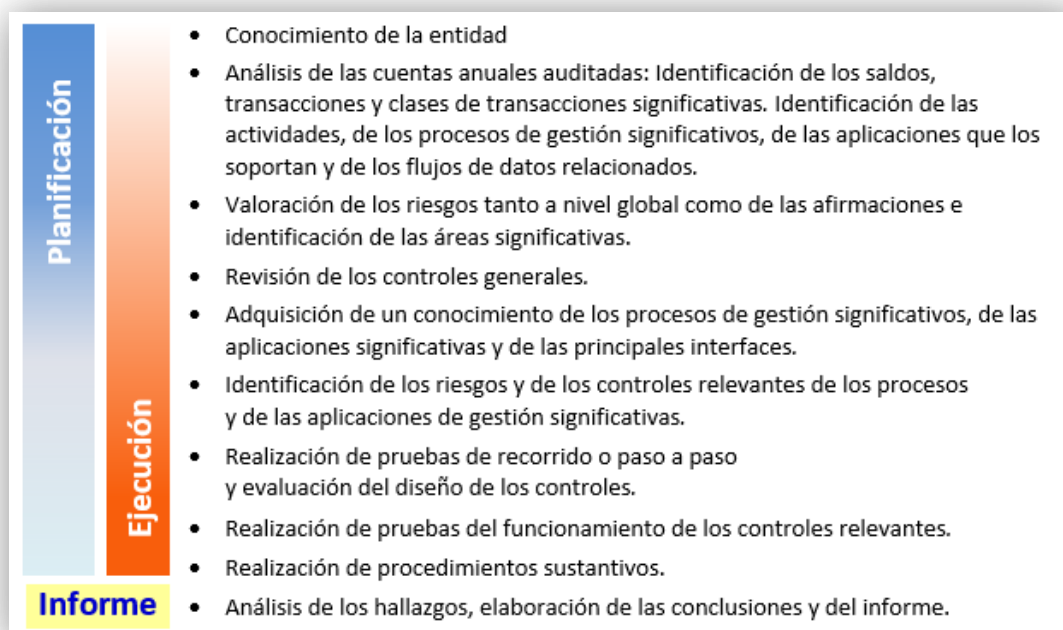 Planificación
Ejecución
• Conocimiento de la entidad
• Análisis de las cuentas anuales auditadas: Identificación de los saldos,
transacciones y clases de transacciones significativas. Identificación de las
actividades, de los procesos de gestión significativos, de las aplicaciones que los
soportan y de los flujos de datos relacionados.
• Valoración de los riesgos tanto a nivel global como de las afirmaciones e
identificación de las áreas significativas.
• Revisión de los controles generales.
• Adquisición de un conocimiento de los procesos de gestión significativos, de las
aplicaciones significativas y de las principales interfaces.
• Identificación de los riesgos y de los controles relevantes de los procesos
y de las aplicaciones de gestión significativas.
• Realización de pruebas de recorrido o paso a paso
y evaluación del diseño de los controles.
• Realización de pruebas del funcionamiento de los controles relevantes.
• Realización de procedimientos sustantivos.
Informe
• Análisis de los hallazgos, elaboración de las conclusiones y del informe.